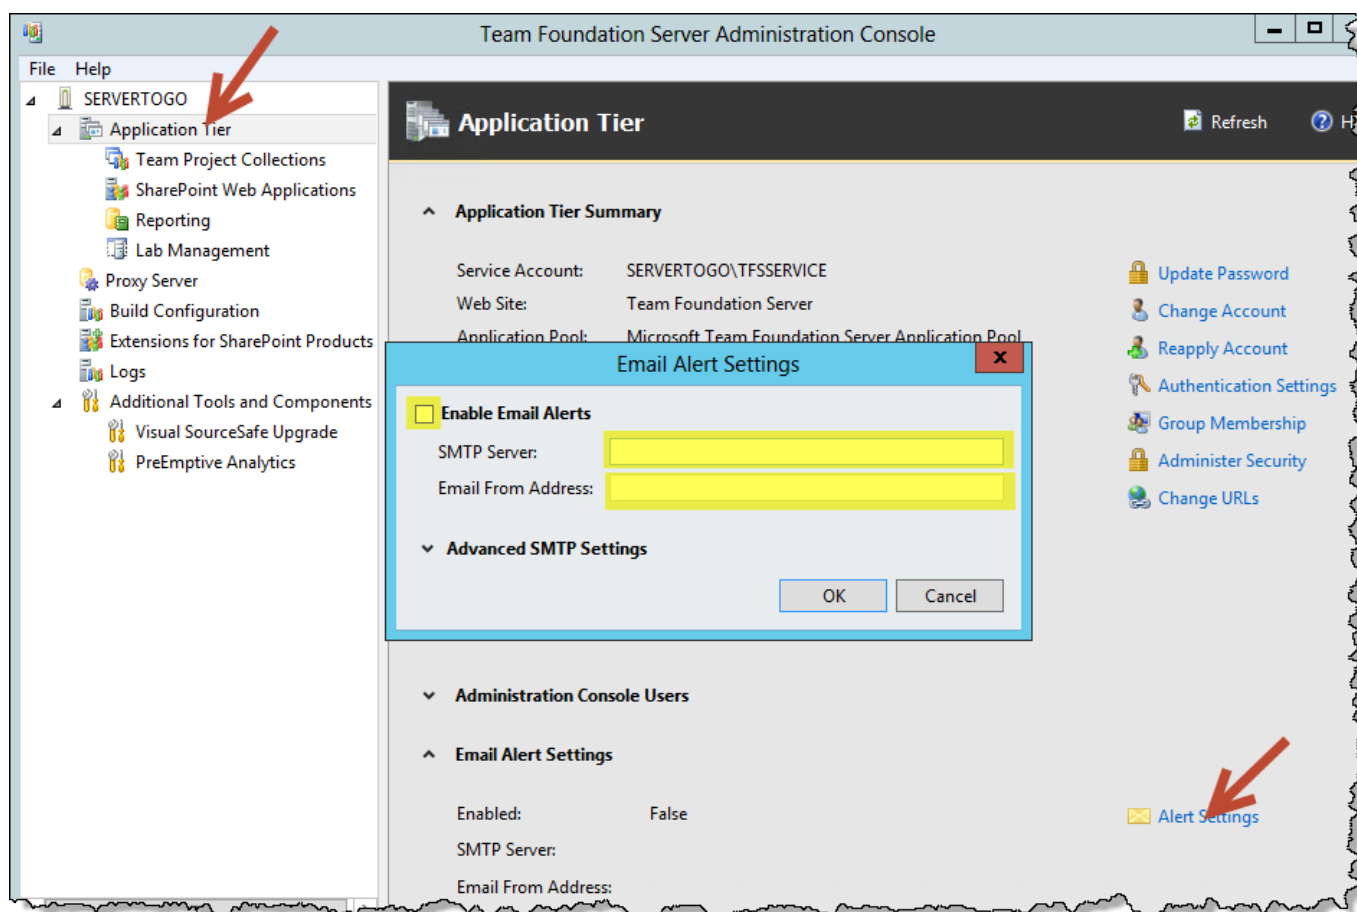 Team Foundation Server Administration Console
File Help
SERVERTOGO
Application Tier
Team Project Collections
SharePoint Web Applications
Reporting
Lab Management
Proxy Server
Build Configuration
Extensions for SharePoint Products
Logs
Additional Tools and Components
Visual SourceSafe Upgrade
PreEmptive Analytics
Application Tier
Refresh
Application Tier Summary
Service Account: SERVERTOGO\TFSSERVICE
Web Site: Team Foundation Server
Application Pool: Microsoft Team Foundation Server Application Pool
Update Password
Change Account
Reapply Account
Authentication Settings
Group Membership
Administer Security
Change URLs
Email Alert Settings
x
Enable Email Alerts
SMTP Server:
Email From Address:
Advanced SMTP Settings
OK Cancel
Administration Console Users
Email Alert Settings
Enabled: False
Alert Settings
SMTP Server:
Email From Address: